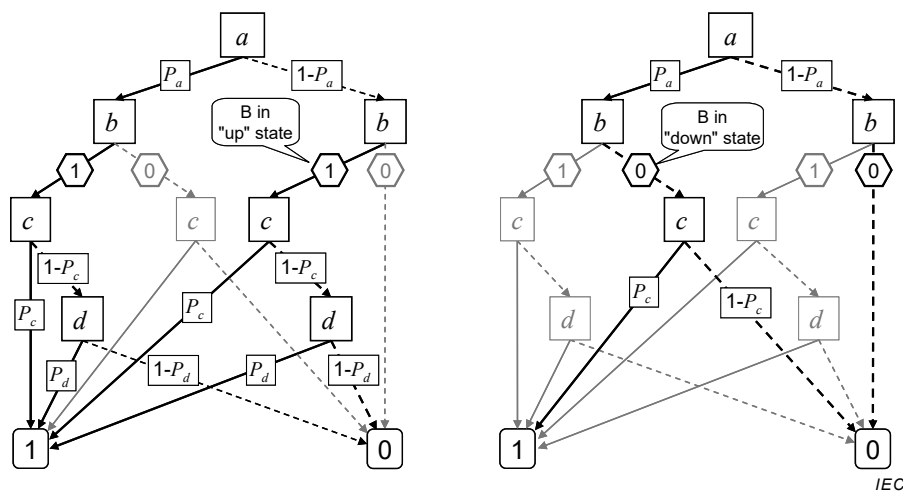 a
a
P_a
1-P_a
P_a
1-P_a
b
B in
"up" state
b
b
B in
"down" state
b
1
0
1
0
1
0
1
0
c
c
c
c
c
c
1-P_c
1-P_c
P_c
P_c
P_c
1-P_c
d
d
d
d
P_d
1-P_d
P_d
1-P_d
1
0
1
0
IEC